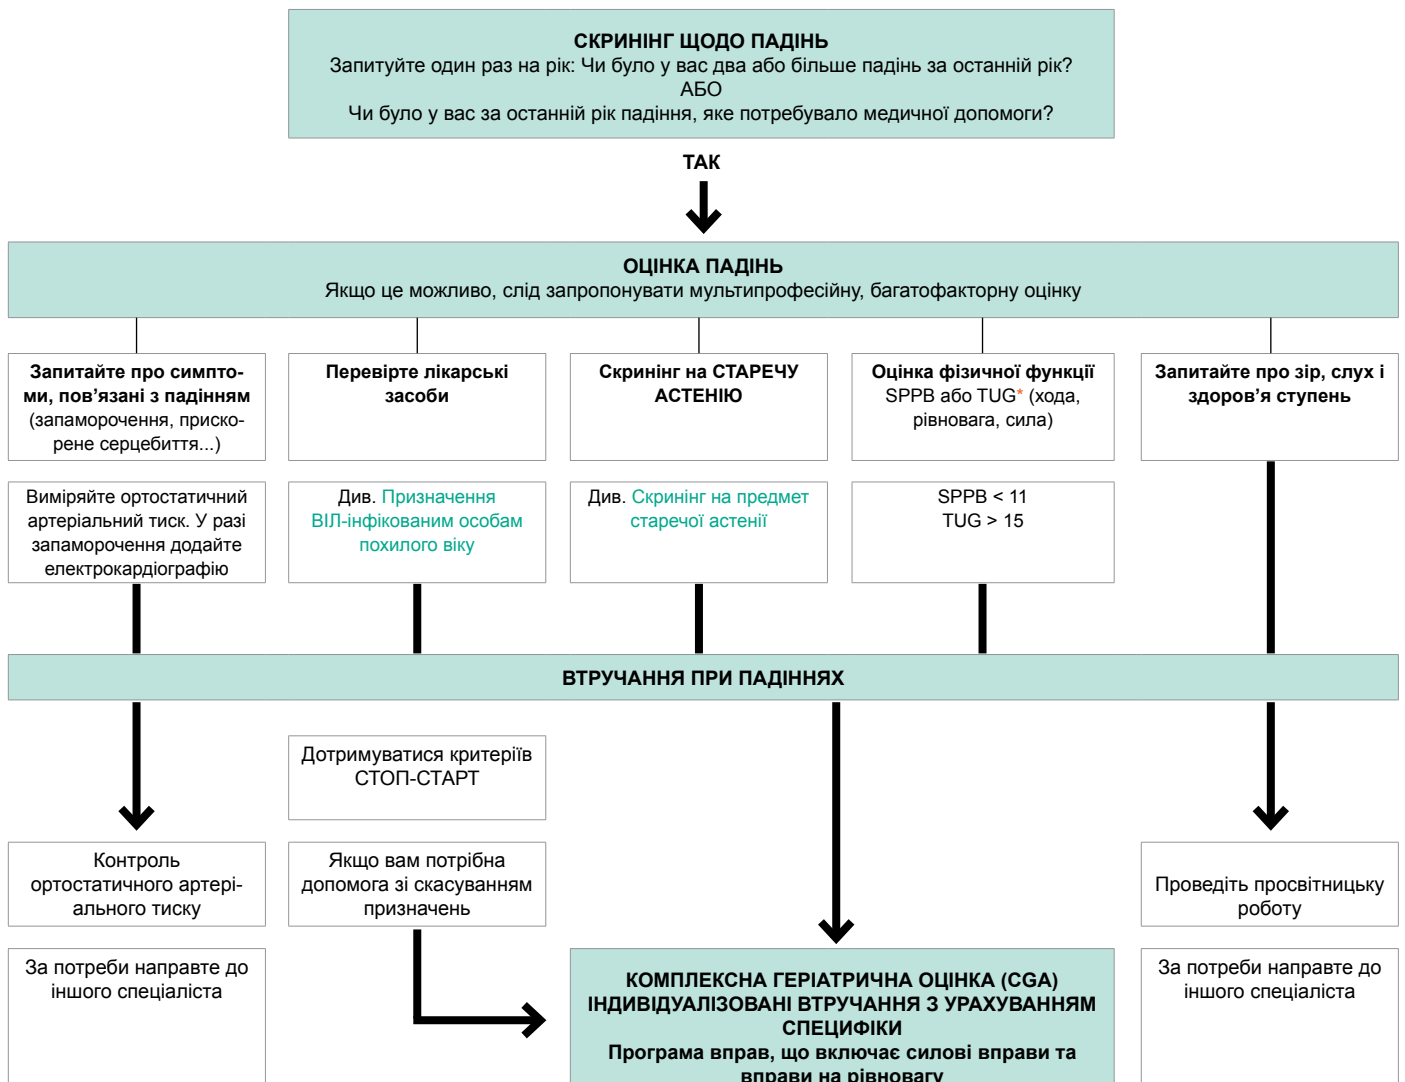 СКРИНІНГ ЩОДО ПАДІНЬ
Запитуйте один раз на рік: Чи було у вас два або більше падінь за останній рік?
АБО
Чи було у вас за останній рік падіння, яке потребувало медичної допомоги?
ТАК
ОЦІНКА ПАДІНЬ
Якщо це можливо, слід запропонувати мультипрофесійну, багатофакторну оцінку
Запитайте про симпто-
ми, пов’язані з падінням
(запаморочення, приско-
рене серцебиття...)
Перевірте лікарські
засоби
Скринінг на СТАРЕЧУ
АСТЕНІЮ
Оцінка фізичної функції
SPPB або TUG* (хода,
рівновага, сила)
Запитайте про зір, слух і
здоров’я ступень
Виміряйте ортостатичний
артеріальний тиск. У разі
запаморочення додайте
електрокардіографію
Див. Призначення
ВІЛ-інфікованим особам
похилого віку
Див. Скринінг на предмет
старечої астенії
SPPB < 11
TUG > 15
ВТРУЧАННЯ ПРИ ПАДІННЯХ
Дотримуватися критеріїв
СТОП-СТАРТ
Контроль
ортостатичного артері-
ального тиску
Якщо вам потрібна
допомога зі скасуванням
призначень
Проведіть просвітницьку
роботу
За потреби направте до
іншого спеціаліста
КОМПЛЕКСНА ГЕРІАТРИЧНА ОЦІНКА (CGA)
ІНДИВІДУАЛІЗОВАНІ ВТРУЧАННЯ З УРАХУВАННЯМ
СПЕЦИФІКИ
Програма вправ, що включає силові вправи та
вправи на рівновагу
За потреби направте до
іншого спеціаліста